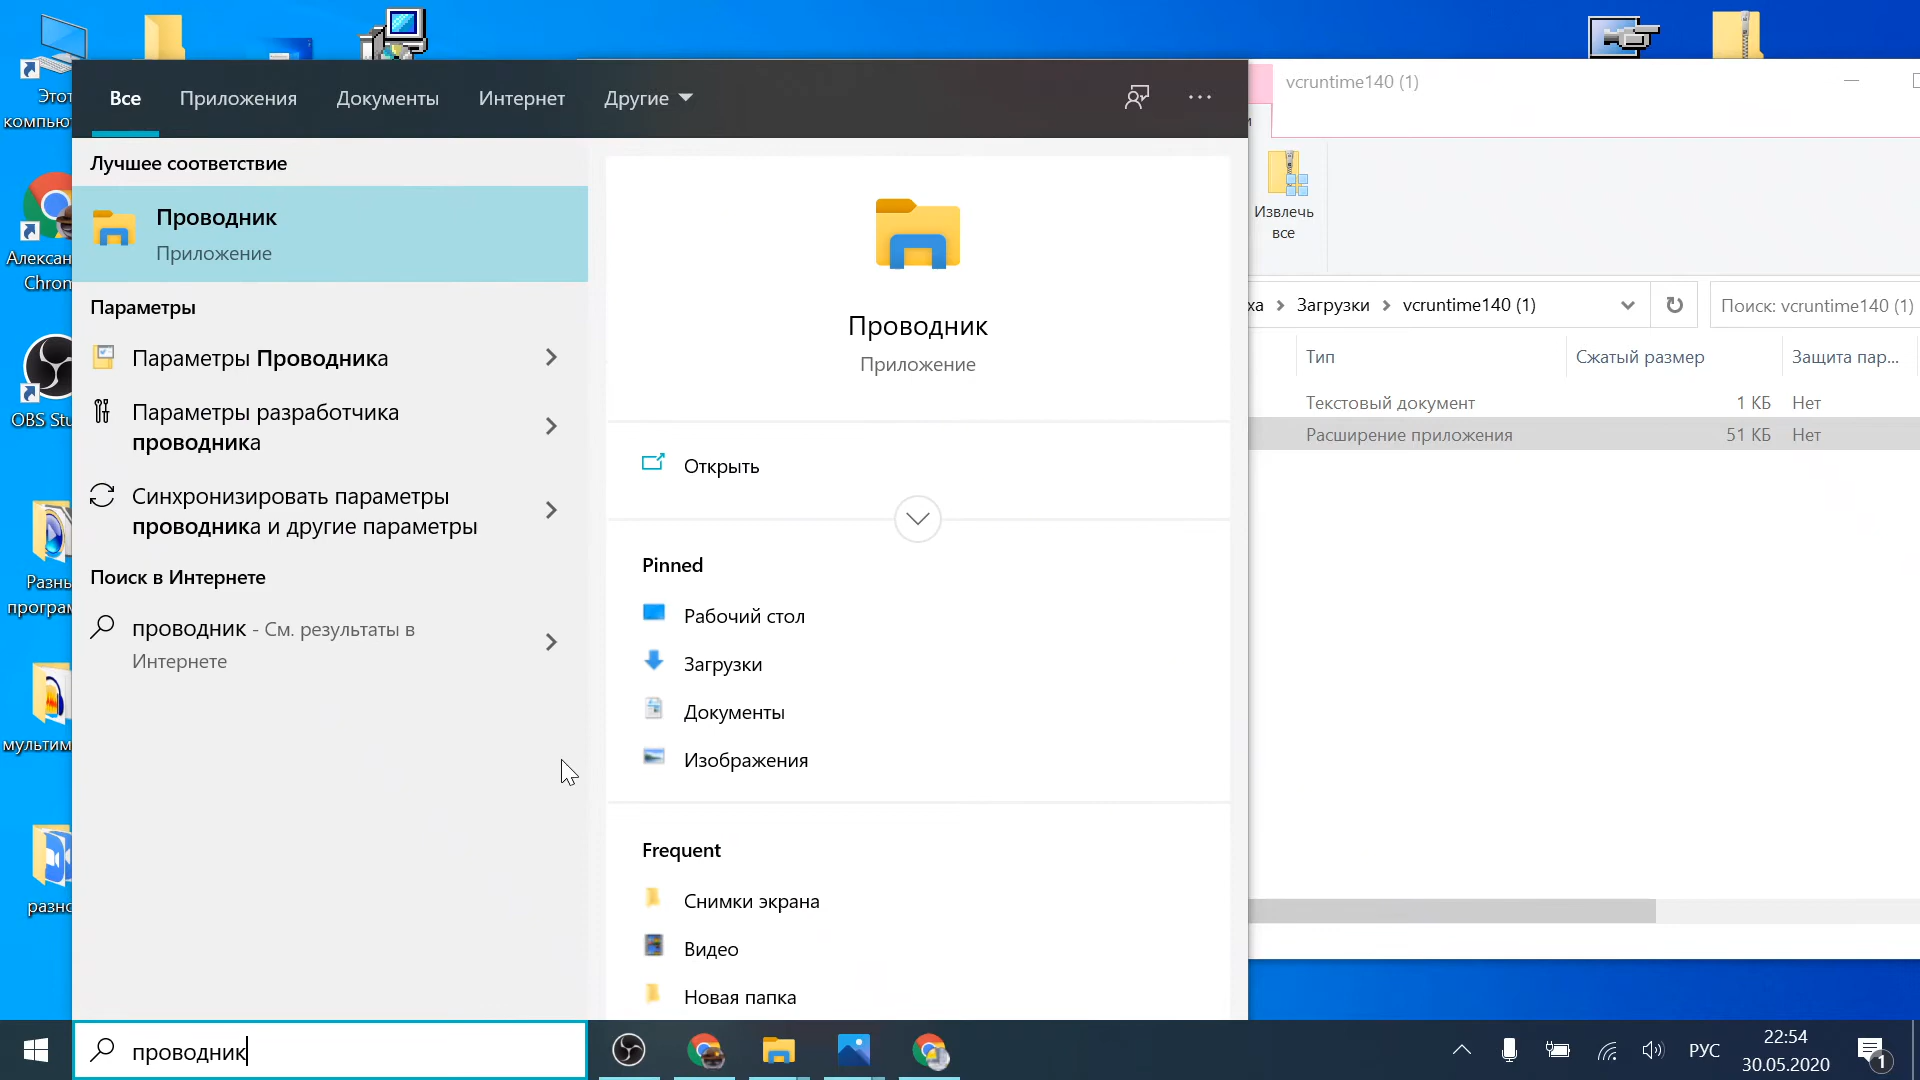 Все Приложения Документы Интернет Другие
Лучшее соответствие
Проводник
Приложение
Параметры
Параметры Проводника
Параметры разработчика
проводника
Синхронизировать параметры
проводника и другие параметры
Поиск в Интернете
проводник - См. результаты в
Интернете
Проводник
Приложение
Открыть
Pinned
Рабочий стол
Загрузки
Документы
Изображения
Frequent
Снимки экрана
Видео
Новая папка
vcruntime140 (1)
Извлечь
все
ха Загрузки vcruntime140 (1)
Поиск: vcruntime140 (1)
Тип Сжатый размер Защита пар...
Текстовый документ 1 КБ Нет
Расширение приложения 51 КБ Нет
Этот
компью
Алексан
Chrom
OBS Stu
Разны
програм
мультим
разно
проводник
РУС
22:54
30.05.2020
1